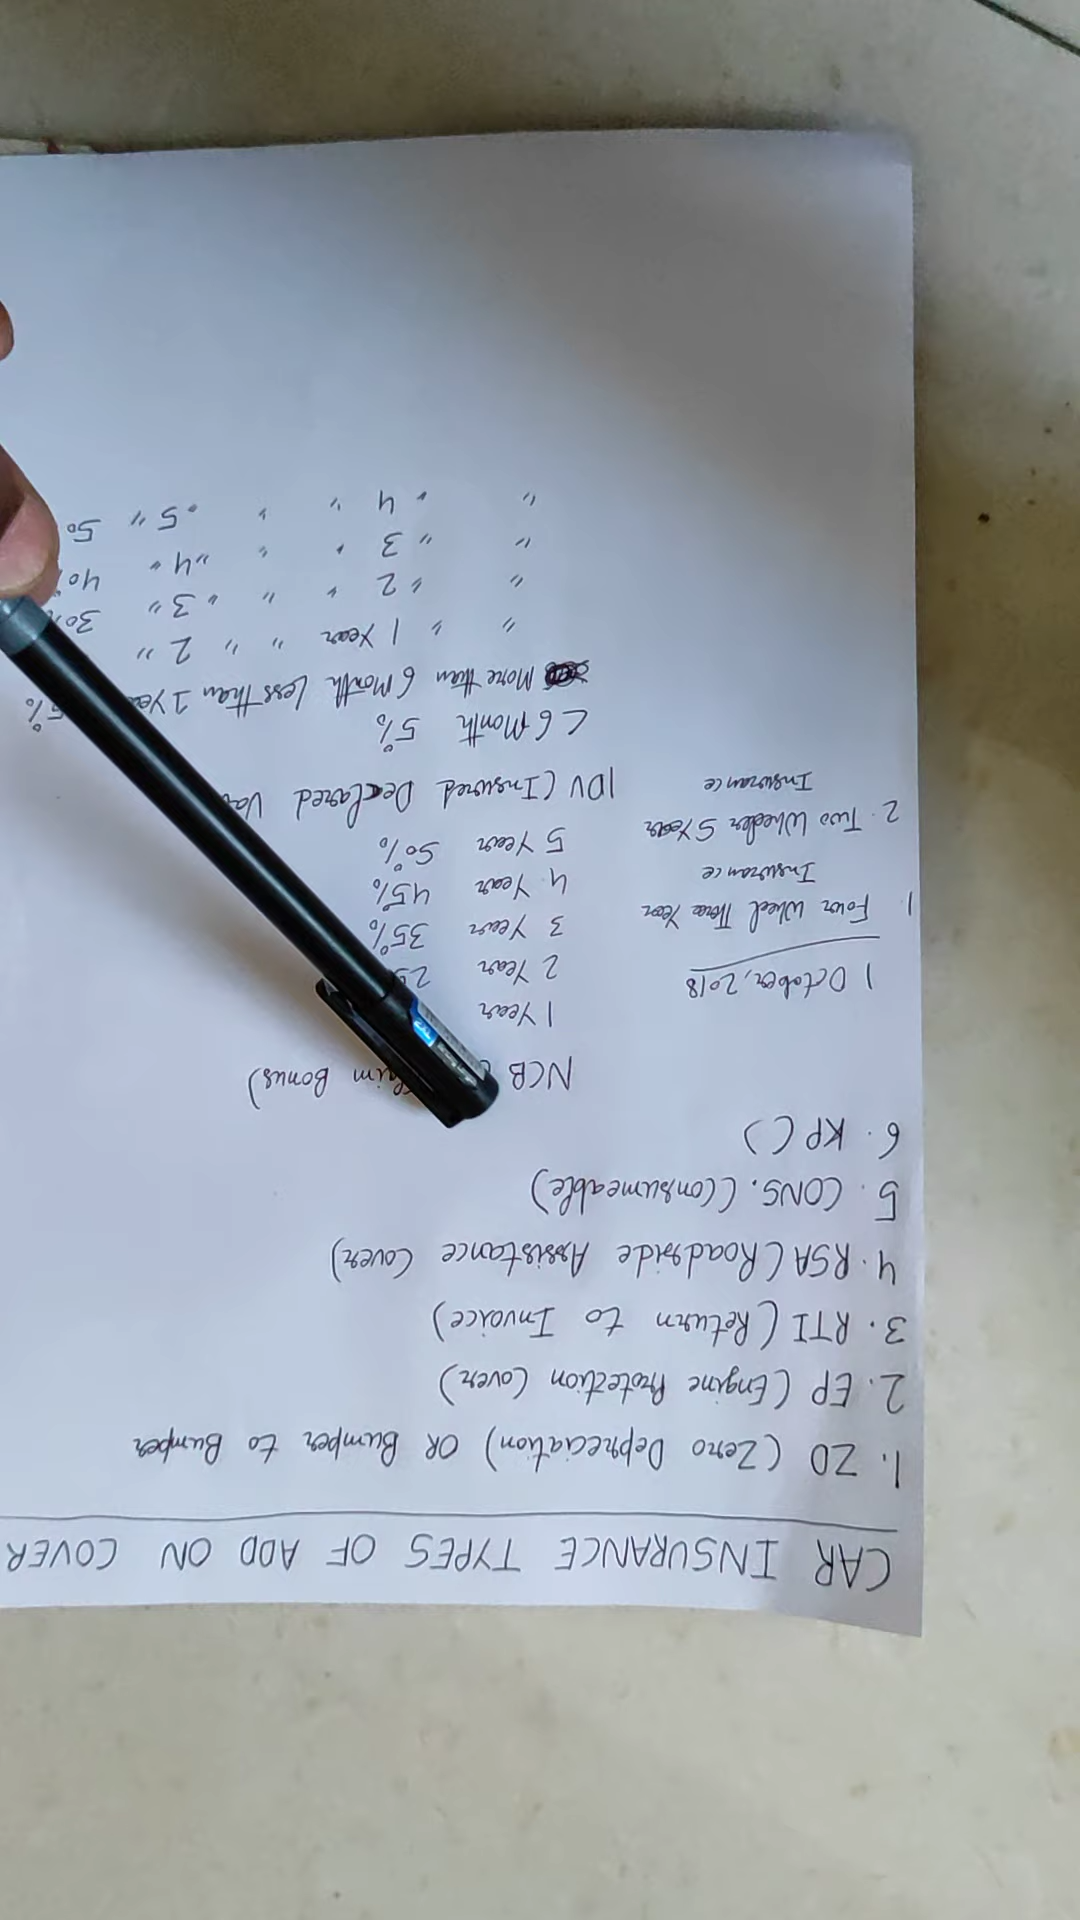 CAR INSURANCE TYPES OF ADD ON COVER
1. ZD (Zero Depreciation) OR Bumper to Bumper
2. EP (Engine Protection Cover)
3. RTI (Return to Invoice)
4. RSA (Roadside Assistance Cover)
5. CONS. (Consumeable)
6. KP ( )
NCB Bonus)
1 Year
2 Year
3 Year 35%
4 Year 45%
5 Year 50%
1 October, 2018
1 Four Wheel Three Year
Insurance
2. Two Wheeler 5 Year
Insurance
IDV (Insured Declared
< 6 Month 5%
More than 6 Month Less than 1
" " 1 Year " " 2 "
" " 2 " " " 3 " 30%
" " 3 " " " 4 " 40%
" " 4 " " " 5 " 50